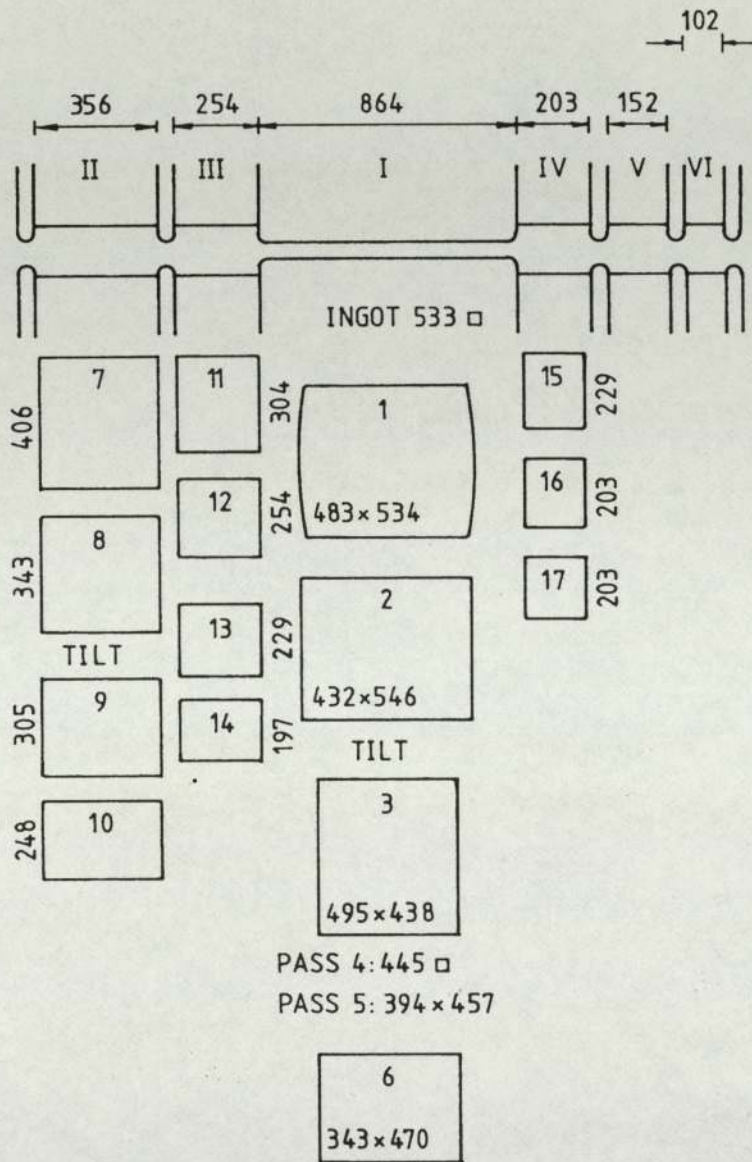 102
356 254 864 203 152
II III I IV V VI
INGOT 533 □
7 406
8 343
TILT
9 305
10 248
11 304
12 254
13 229
14 197
1
483×534
2
432×546
TILT
3
495×438
PASS 4: 445 □
PASS 5: 394×457
6
343×470
15 229
16 203
17 203